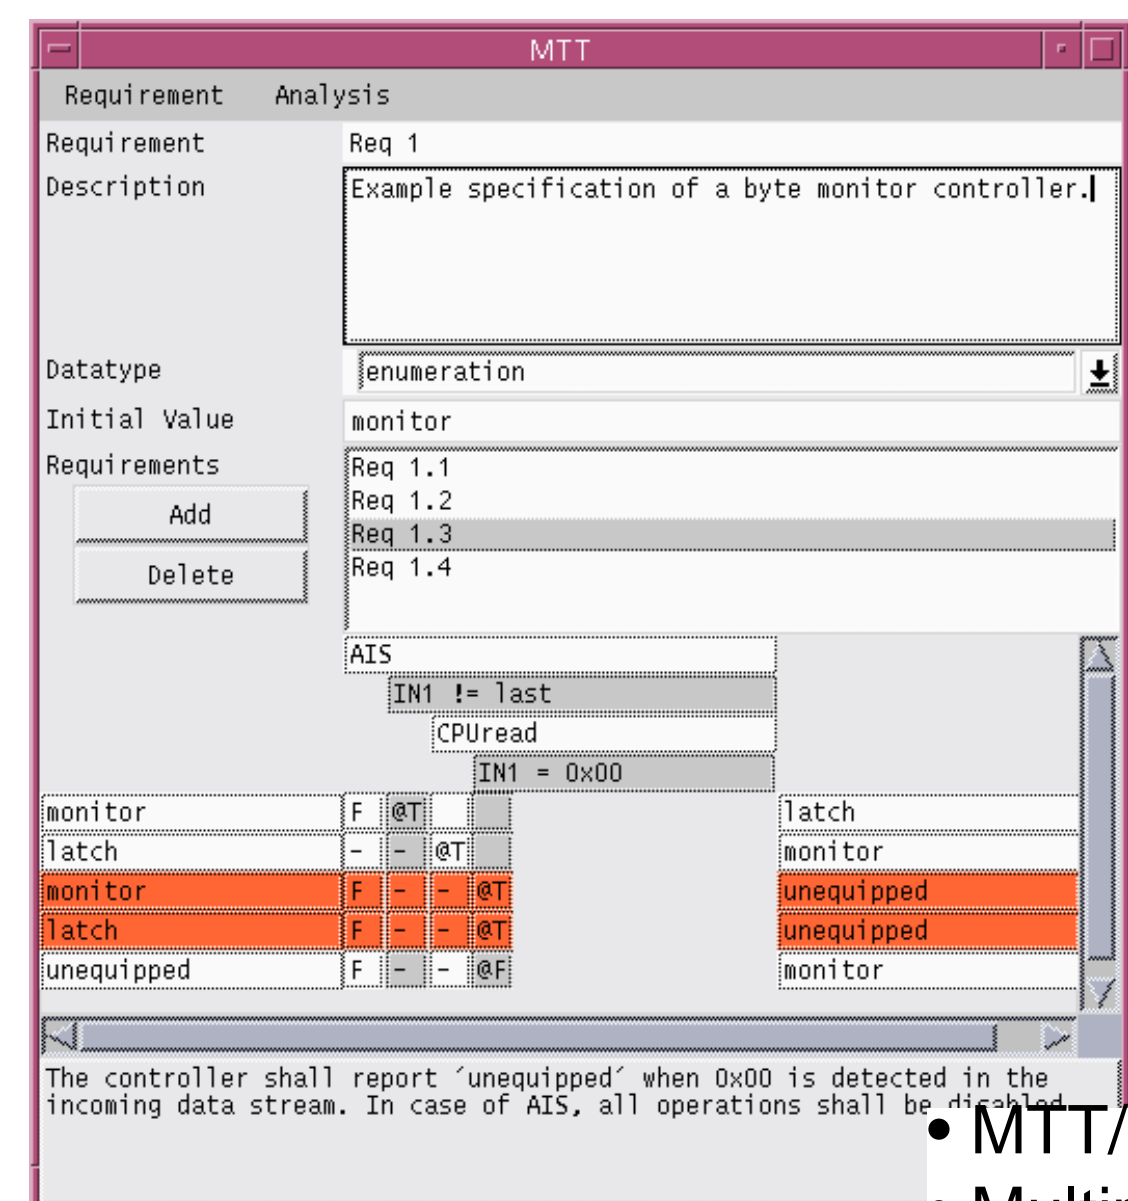 MTT
Requirement Analysis
Requirement Req 1
Description Example specification of a byte monitor controller.
Datatype enumeration
Initial Value monitor
Requirements Req 1.1
Req 1.2
Add
Req 1.3
Delete Req 1.4
AIS
IN1 != last
CPUread
IN1 = 0x00
monitor F @T latch
latch - - @T monitor
monitor F - - @T unequipped
latch F - - @T unequipped
unequipped F - - @F monitor
The controller shall report ´unequipped´ when 0x00 is detected in the
incoming data stream. In case of AIS, all operations shall be disabled
• MTT/